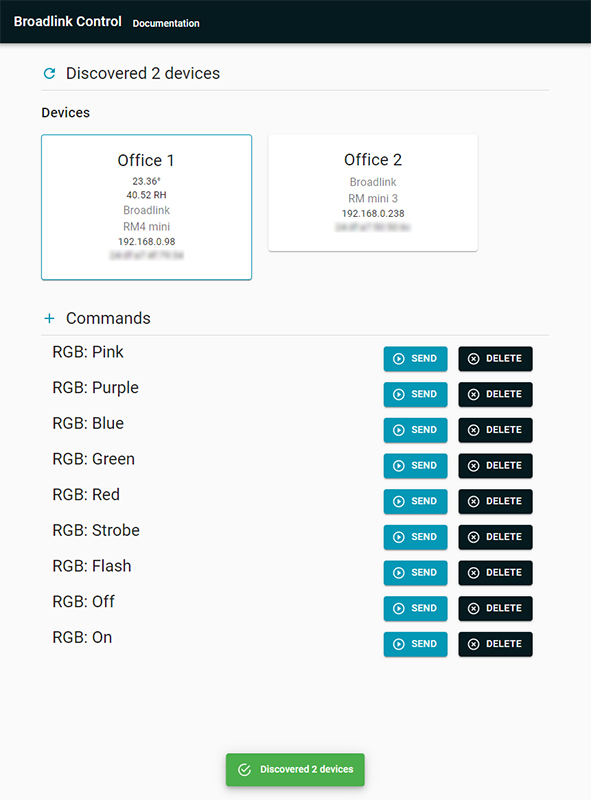 Broadlink Control Documentation
Discovered 2 devices
Devices
Office 1
23.36°
40.52 RH
Broadlink
RM4 mini
192.168.0.98
Office 2
Broadlink
RM mini 3
192.168.0.238
Commands
RGB: Pink SEND DELETE
RGB: Purple SEND DELETE
RGB: Blue SEND DELETE
RGB: Green SEND DELETE
RGB: Red SEND DELETE
RGB: Strobe SEND DELETE
RGB: Flash SEND DELETE
RGB: Off SEND DELETE
RGB: On SEND DELETE
Discovered 2 devices